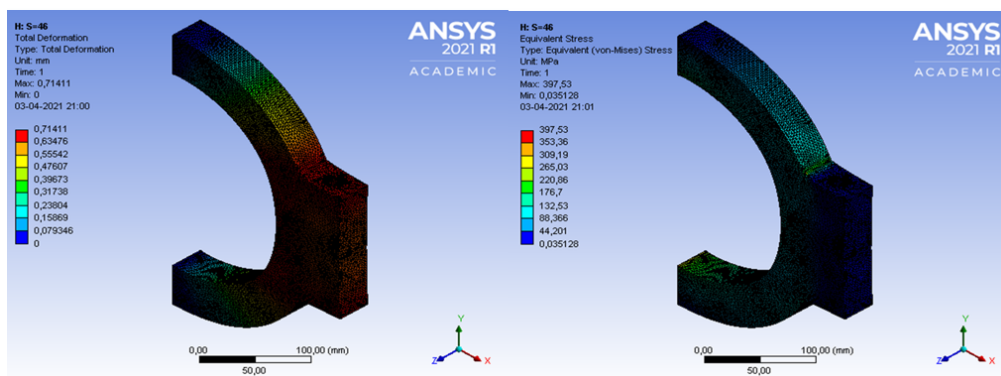 H: S=46
Total Deformation
Type: Total Deformation
Unit: mm
Time: 1
Max: 0,71411
Min: 0
03-04-2021 21:00
0,71411
0,63476
0,55542
0,47607
0,39673
0,31738
0,23804
0,15869
0,079346
0
ANSYS
2021 R1
ACADEMIC
0,00
100,00 (mm)
50,00
Y
Z
X
H: S=46
Equivalent Stress
Type: Equivalent (von-Mises) Stress
Unit: MPa
Time: 1
Max: 397,53
Min: 0,035128
03-04-2021 21:01
397,53
353,36
309,19
265,03
220,86
176,7
132,53
88,366
44,201
0,035128
ANSYS
2021 R1
ACADEMIC
0,00
100,00 (mm)
50,00
Y
Z
X